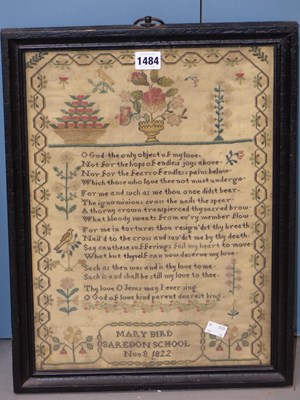 1484
O God the only object of my love
Not for the hope of endless joys above
Nor for the fear of endless pains below
Which those who love thee not must undergo
For me and such as me thou once didst bear
The ignominious cross the nails the spear
A thorny crown transpierced thy sacred brow
What bloody sweats from ev'ry member flow
For me in tortures thou resign'dst thy breath
Nail'd to the cross and sav'd me by thy death
Say can these sufferings fail my heart to move
What but thyself can now deserve my love
Such as then was and is thy love to me
Such is and shall be still my love to thee
Thy love O Jesus may I ever sing
O God of love kind parent dearest king
MARY BIRD
SAREDON SCHOOL
Nov 8 1822